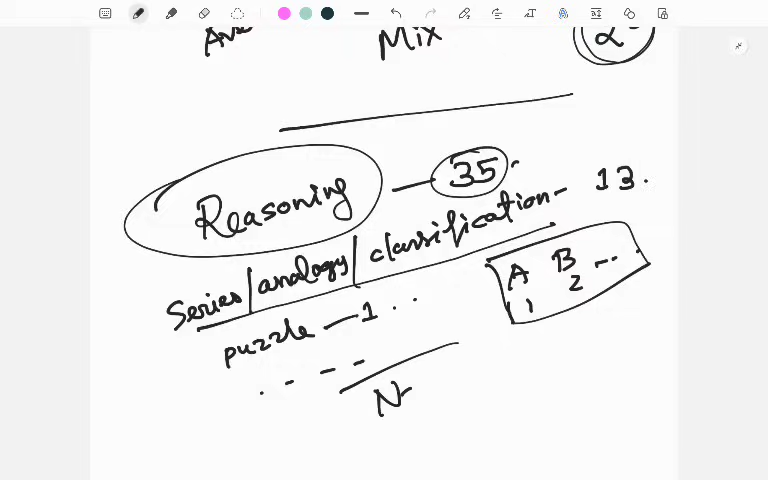 Mix
Reasoning — 35
Series/analogy/classification - 13.
A B
1 2 --
puzzle — 1 . .